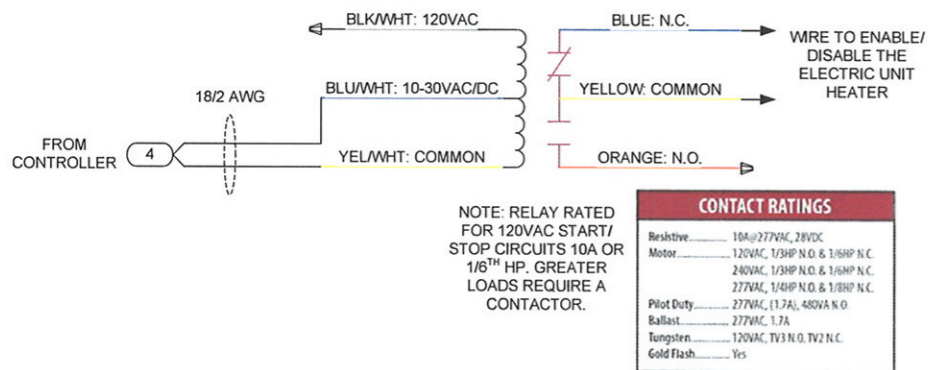 BLK/WHT: 120VAC
BLUE: N.C.
WIRE TO ENABLE/
DISABLE THE
ELECTRIC UNIT
HEATER
18/2 AWG
BLU/WHT: 10-30VAC/DC
YELLOW: COMMON
FROM
CONTROLLER
4
YEL/WHT: COMMON
ORANGE: N.O.
NOTE: RELAY RATED
FOR 120VAC START/
STOP CIRCUITS 10A OR
1/6TH HP. GREATER
LOADS REQUIRE A
CONTACTOR.
CONTACT RATINGS
Resistive.......... 10A@277VAC, 28VDC
Motor.......... 120VAC, 1/3HP N.O. & 1/6HP N.C.
240VAC, 1/3HP N.O. & 1/6HP N.C.
277VAC, 1/4HP N.O. & 1/8HP N.C.
Pilot Duty.......... 277VAC, (1.7A), 480VA N.O.
Ballast.......... 277VAC, 1.7A
Tungsten.......... 120VAC, TV3 N.O. TV2 N.C.
Gold Flash.......... Yes